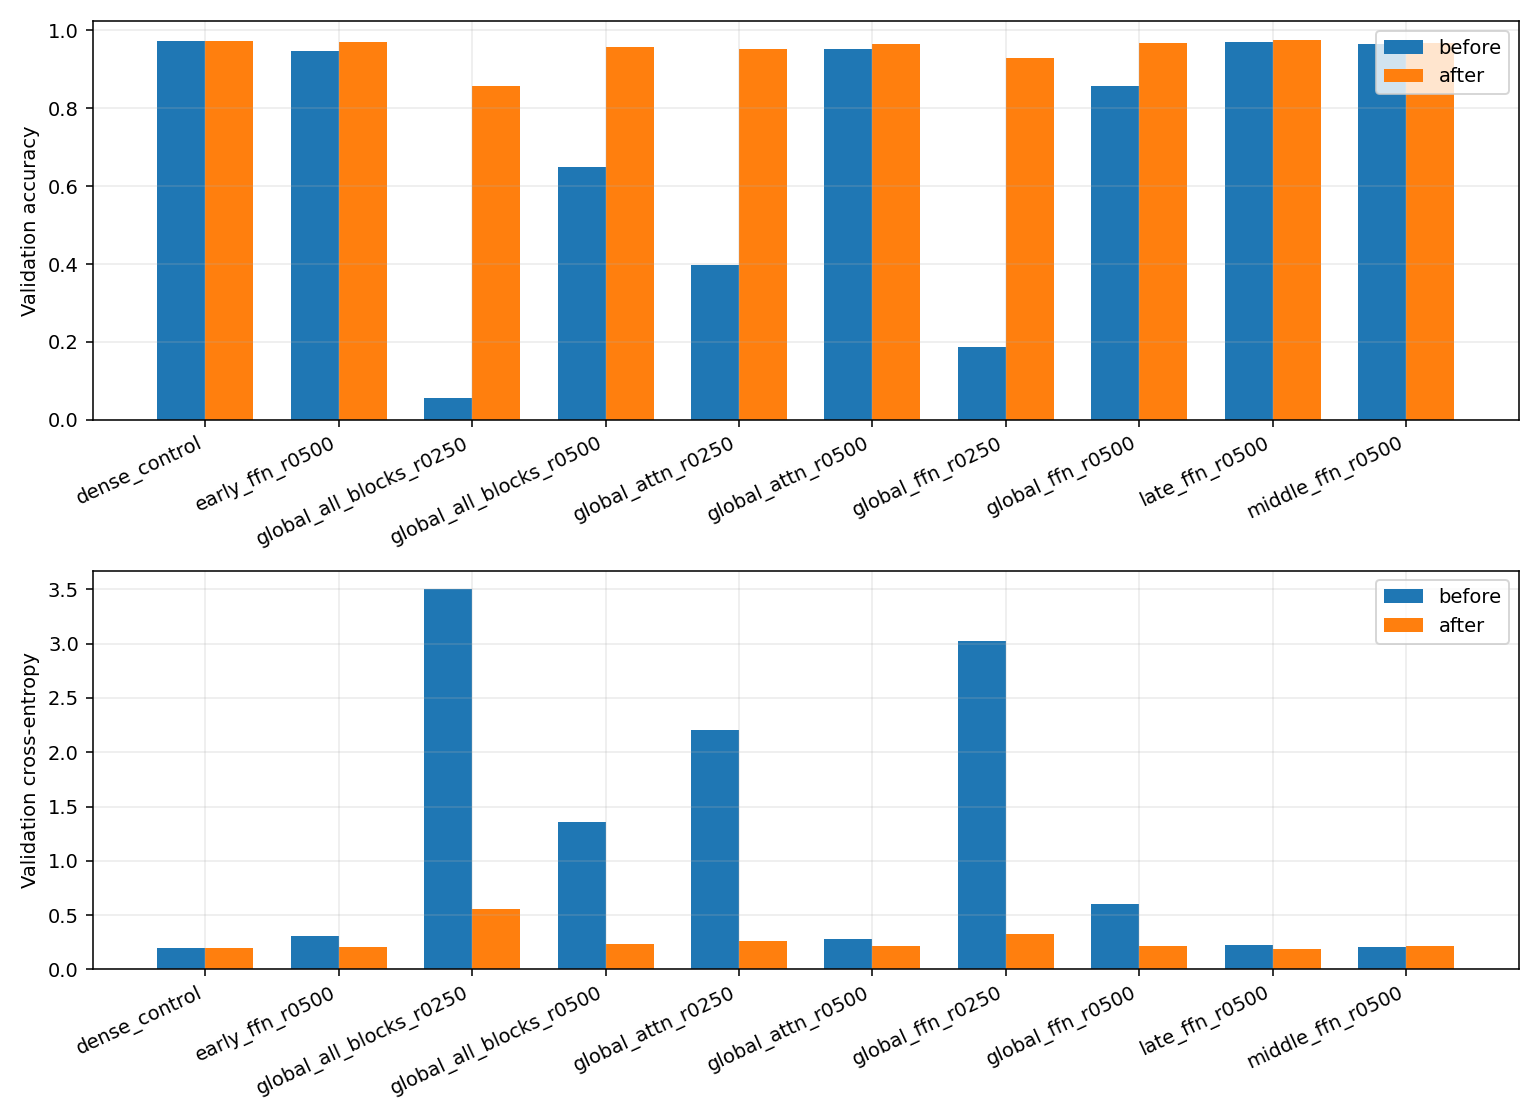 Validation accuracy
1.0
0.8
0.6
0.4
0.2
0.0
before
after
dense_control
early_ffn_r0500
global_all_blocks_r0250
global_all_blocks_r0500
global_attn_r0250
global_attn_r0500
global_ffn_r0250
global_ffn_r0500
late_ffn_r0500
middle_ffn_r0500
Validation cross-entropy
3.5
3.0
2.5
2.0
1.5
1.0
0.5
0.0
before
after
dense_control
early_ffn_r0500
global_all_blocks_r0250
global_all_blocks_r0500
global_attn_r0250
global_attn_r0500
global_ffn_r0250
global_ffn_r0500
late_ffn_r0500
middle_ffn_r0500